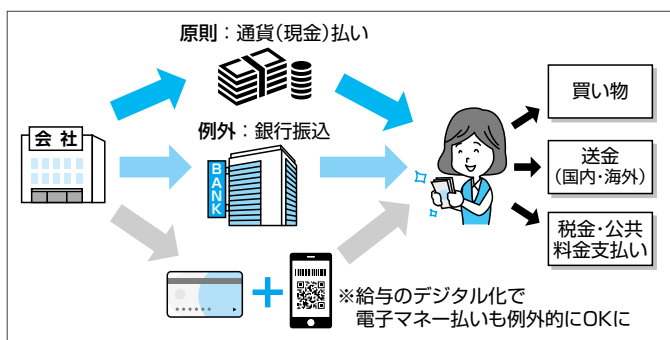 原則：通貨(現金)払い
会社
例外：銀行振込
BANK
買い物
送金
(国内・海外)
税金・公共
料金支払い
※給与のデジタル化で
電子マネー払いも例外的にOKに